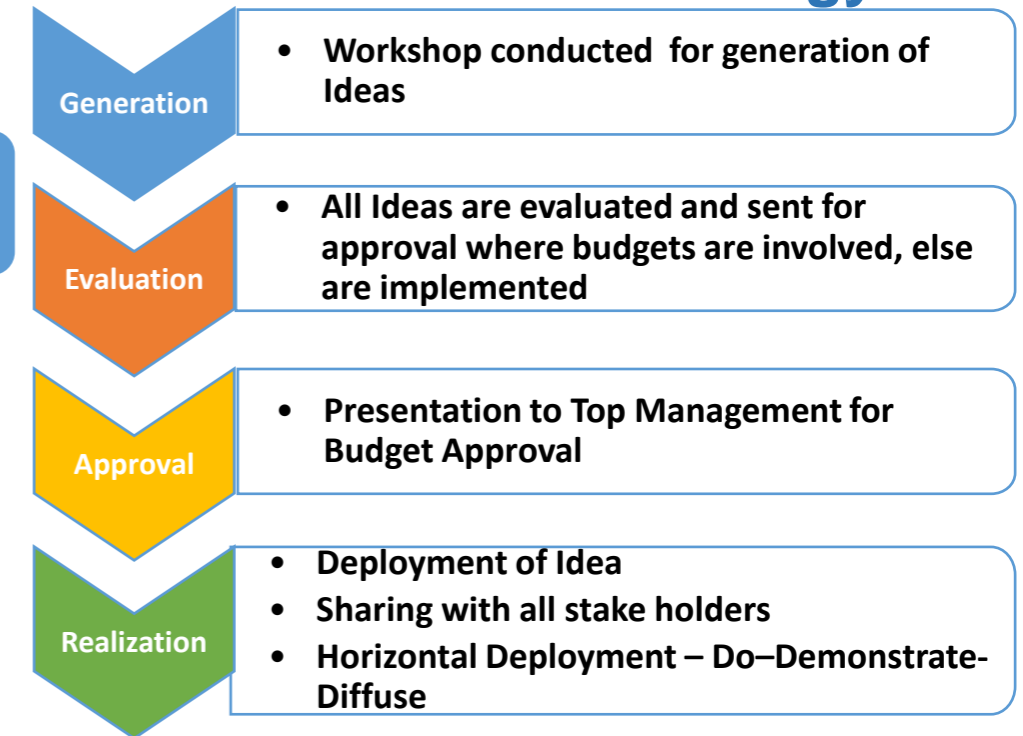 Generation
• Workshop conducted for generation of
Ideas
Evaluation
• All Ideas are evaluated and sent for
approval where budgets are involved, else
are implemented
Approval
• Presentation to Top Management for
Budget Approval
Realization
• Deployment of Idea
• Sharing with all stake holders
• Horizontal Deployment – Do–Demonstrate-
Diffuse